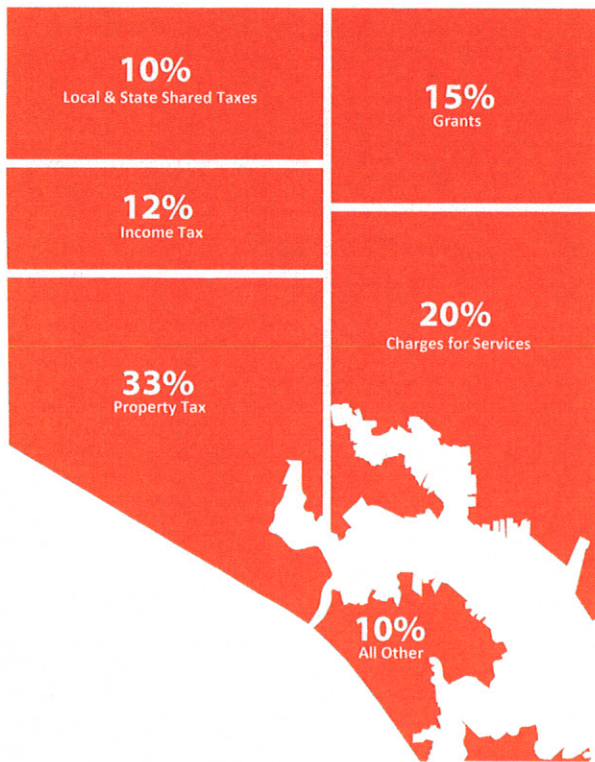 10%
Local & State Shared Taxes
15%
Grants
12%
Income Tax
20%
Charges for Services
33%
Property Tax
10%
All Other